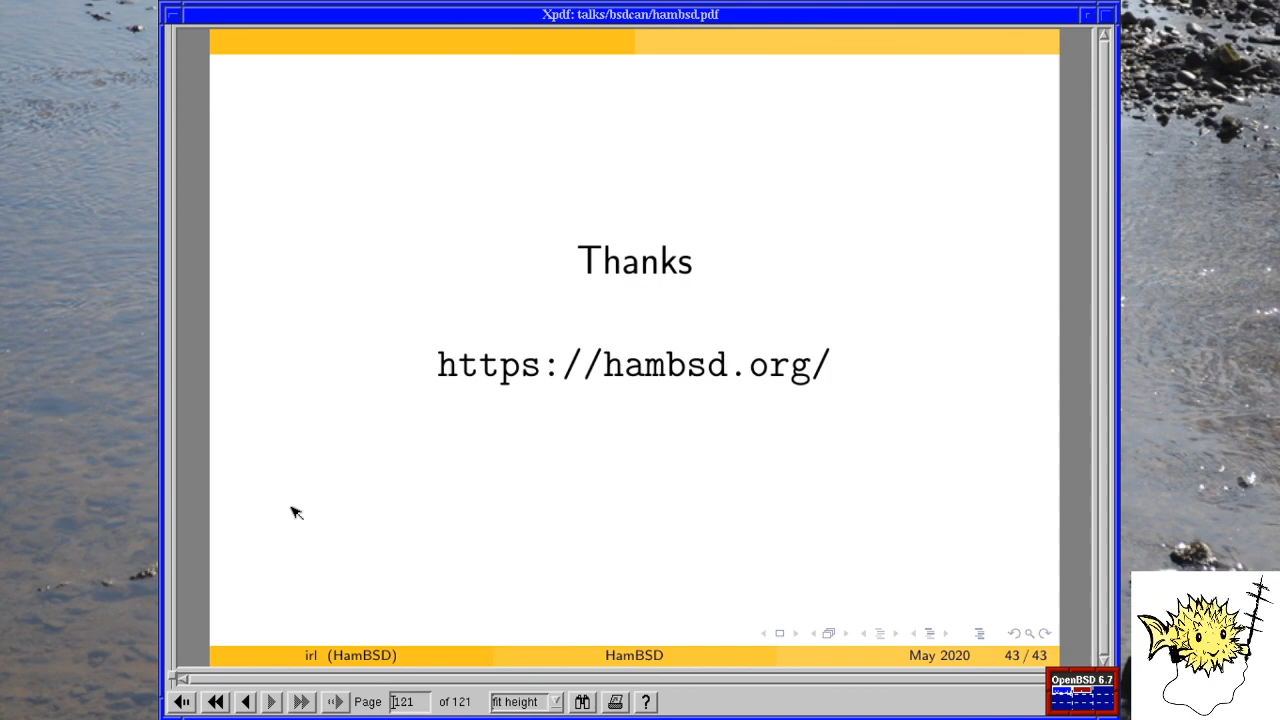 Xpdf: talks/bsdcan/hambsd.pdf
Thanks
https://hambsd.org/
irl (HamBSD)
HamBSD
May 2020
43 / 43
Page 121 of 121
fit height
?
OpenBSD 6.7